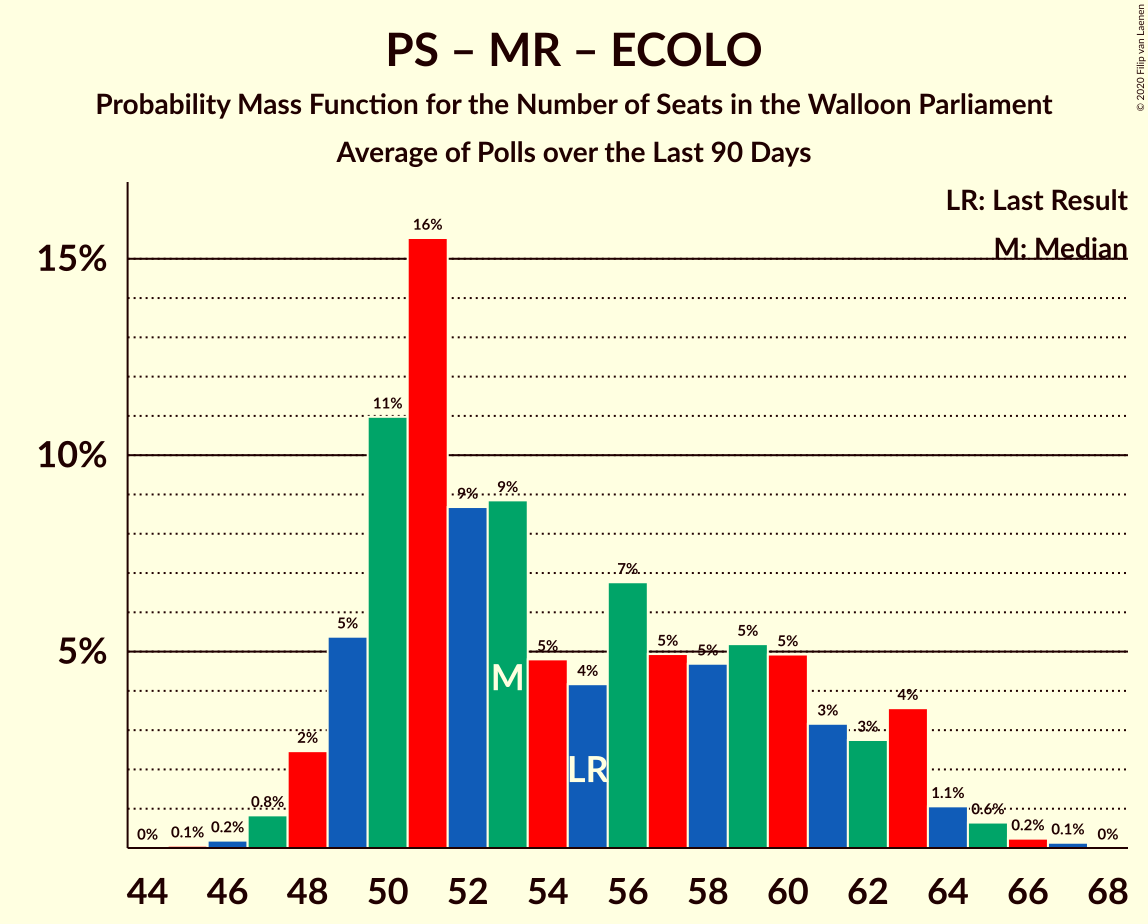 PS – MR – ECOLO
Probability Mass Function for the Number of Seats in the Walloon Parliament
Average of Polls over the Last 90 Days
© 2020 Filip van Laenen
LR: Last Result
M: Median
15%
10%
5%
0% 0.1% 0.2% 0.8% 2% 5% 11% 16% 9% 9% 5% 4% 7% 5% 5% 5% 5% 3% 3% 4% 1.1% 0.6% 0.2% 0.1% 0%
M
LR
44 46 48 50 52 54 56 58 60 62 64 66 68